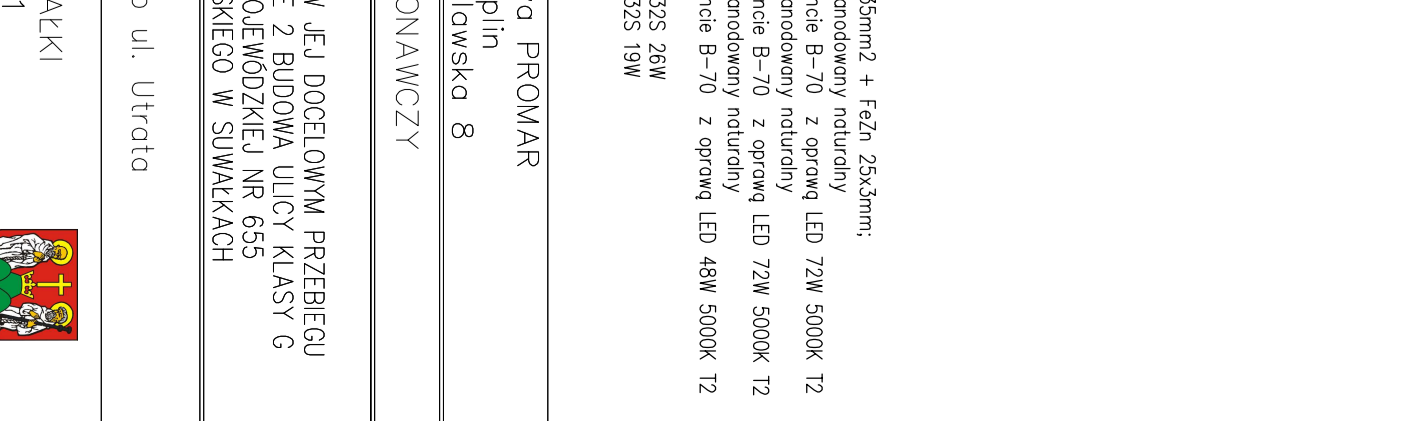 35mm2 + FeZn 25x3mm;
anodowany naturalny
ncie B-70 z oprawą LED 72W 5000K T2
anodowany naturalny
ncie B-70 z oprawą LED 72W 5000K T2
anodowany naturalny
ncie B-70 z oprawą LED 48W 5000K T2
32S 26W
32S 19W
a PROMAR
plin
lawska 8
ONAWCZY
W JEJ DOCELOWYM PRZEBIEGU
E 2 BUDOWA ULICY KLASY G
OJEWÓDZKIEJ NR 655
SKIEGO W SUWAŁKACH
o ul. Utrata
AŁKI
1